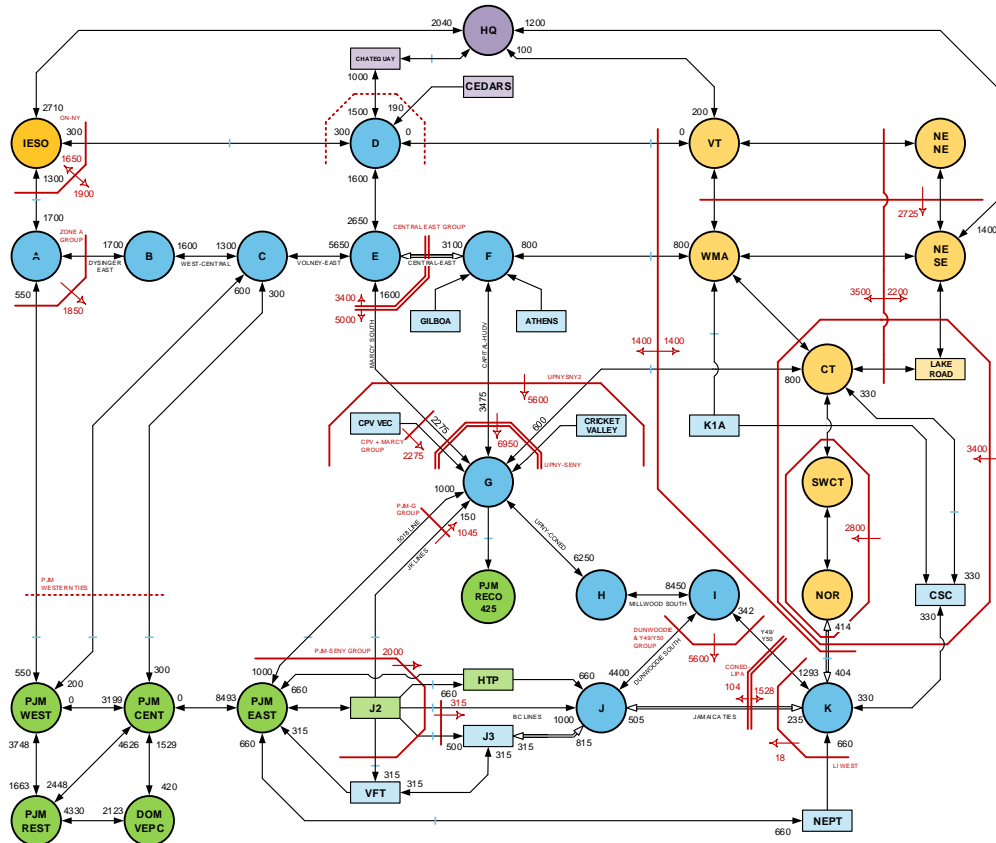 2040
HQ
1200
CHATEGUAY
100
1000
CEDARS
2710
ON-NY
1500
190
200
IESO
300
300
D
0
0
VT
NE
NE
1650
1900
1300
1600
2725
1700
2650
CENTRAL EAST GROUP
1400
ZONE A
GROUP
A
1700
DYSINGER
EAST
B
1600
WEST-CENTRAL
1300
C
5650
VOLNEY-EAST
E
3100
CENTRAL-EAST
F
800
800
WMA
NE
SE
550
1850
600
300
1600
3400
5000
3500
2200
GILBOA
ATHENS
MARCY SOUTH
CAPITAL-HUDV
1400
1400
UPNYSNY2
5600
800
CT
330
LAKE
ROAD
3475
600
CPV VEC
2275
CRICKET
VALLEY
K1A
CPV + MARCY
GROUP
2275
6950
UPNY-SENY
3400
1000
G
SWCT
PJM-G
GROUP
150
1045
5018 LINE
JK LINES
UPNY-CONED
2800
PJM
WESTERN TIES
PJM
RECO
425
6250
H
8450
MILLWOOD SOUTH
I
342
NOR
330
CSC
330
414
DUNWOODIE
& Y49/Y50
GROUP
DUNWOODIE SOUTH
5600
Y49/
Y50
PJM-SENY GROUP
2000
CONED-
LIPA
104
1528
1293
404
550
300
1000
4400
PJM
WEST
200
0
3199
PJM
CENT
0
8493
PJM
EAST
660
J2
660
HTP
660
315
J
1000
505
JAMAICA TIES
235
K
330
BC LINES
3748
4626
1529
660
315
500
J3
315
815
18
LI WEST
660
1663
2448
420
315
VFT
315
315
PJM
REST
4330
2123
DOM
VEPC
660
NEPT